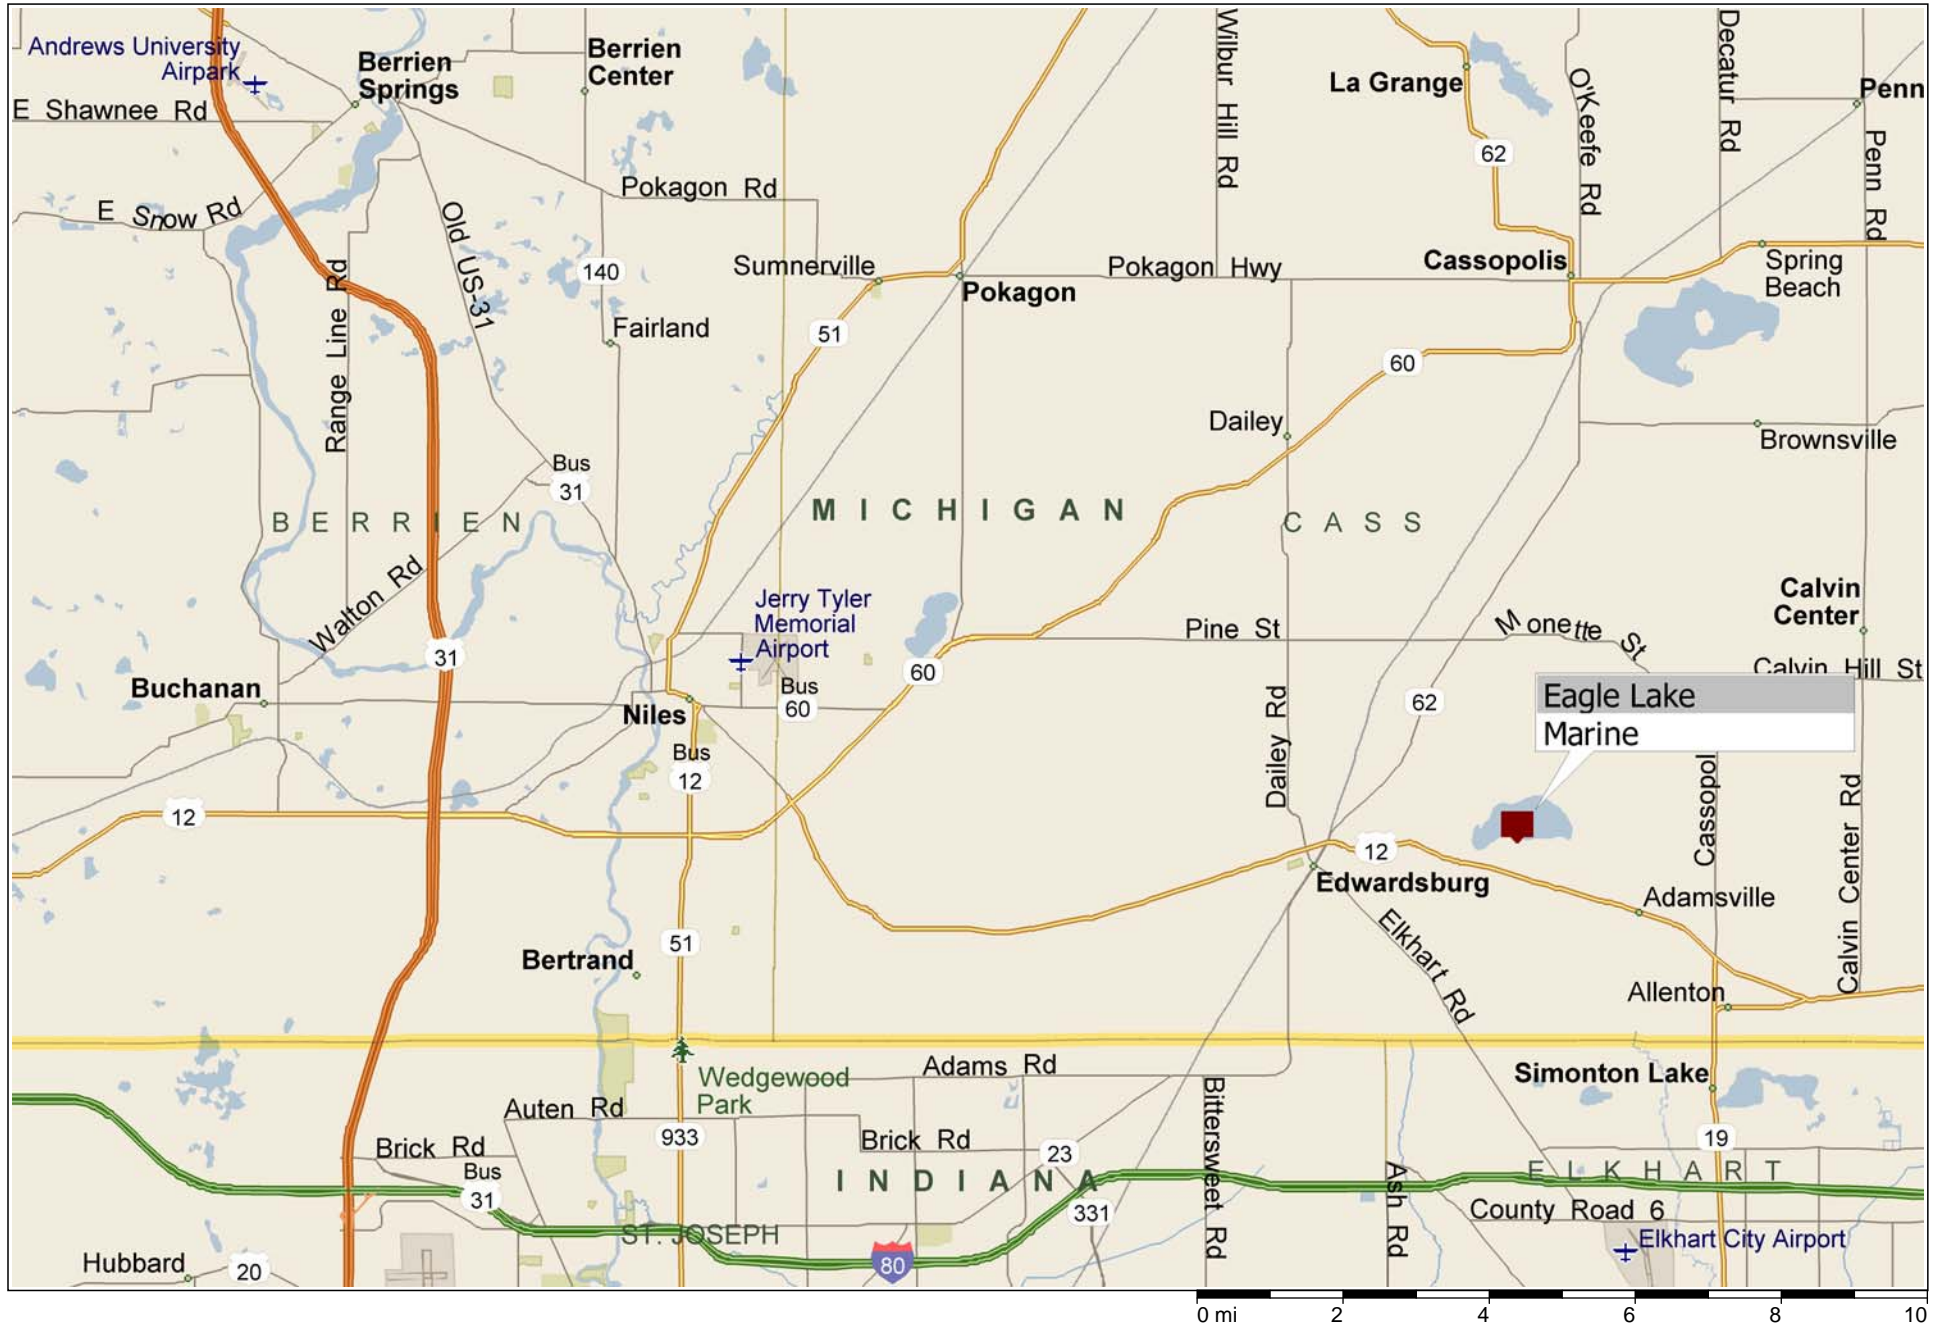 Andrews University
Airpark
Berrien
Springs
Berrien
Center
Wilbur Hill Rd
La Grange
O'Keefe Rd
Decatur Rd
Penn
E Shawnee Rd
62
Penn Rd
Pokagon Rd
E Snow Rd
Old US-31
140
Sumnerville
Pokagon Hwy
Cassopolis
Spring
Beach
Pokagon
Range Line Rd
Fairland
51
60
Dailey
Brownsville
Bus
31
BERRIEN
MICHIGAN
CASS
Walton Rd
Jerry Tyler
Memorial
Airport
Calvin
Center
Pine St
Monette St
31
60
Calvin Hill St
Buchanan
Bus
60
Niles
62
Eagle Lake
Marine
Bus
12
Dailey Rd
Cassopol
Calvin Center Rd
12
12
Edwardsburg
Adamsville
Elkhart Rd
51
Bertrand
Allenton
Adams Rd
Simonton Lake
Wedgewood
Park
Bittersweet Rd
Auten Rd
933
Brick Rd
Brick Rd
23
19
Bus
31
INDIANA
Ash Rd
ELKHART
331
County Road 6
ST. JOSEPH
Elkhart City Airport
Hubbard
20
80
0 mi 2 4 6 8 10